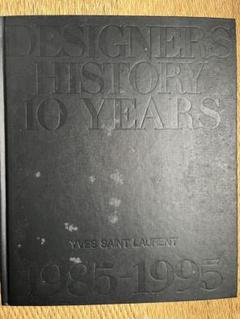 DESIGNERS
HISTORY
10 YEARS
YVES SAINT LAURENT
1985-1995